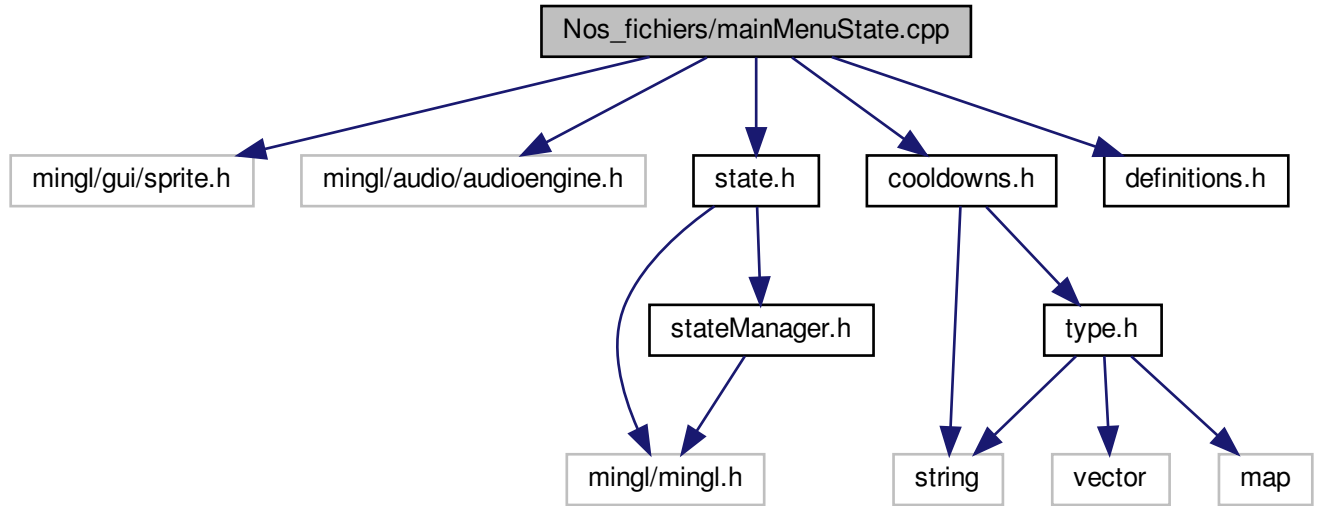 Nos_fichiers/mainMenuState.cpp
mingl/gui/sprite.h
mingl/audio/audioengine.h
state.h
cooldowns.h
definitions.h
stateManager.h
type.h
mingl/mingl.h
string
vector
map